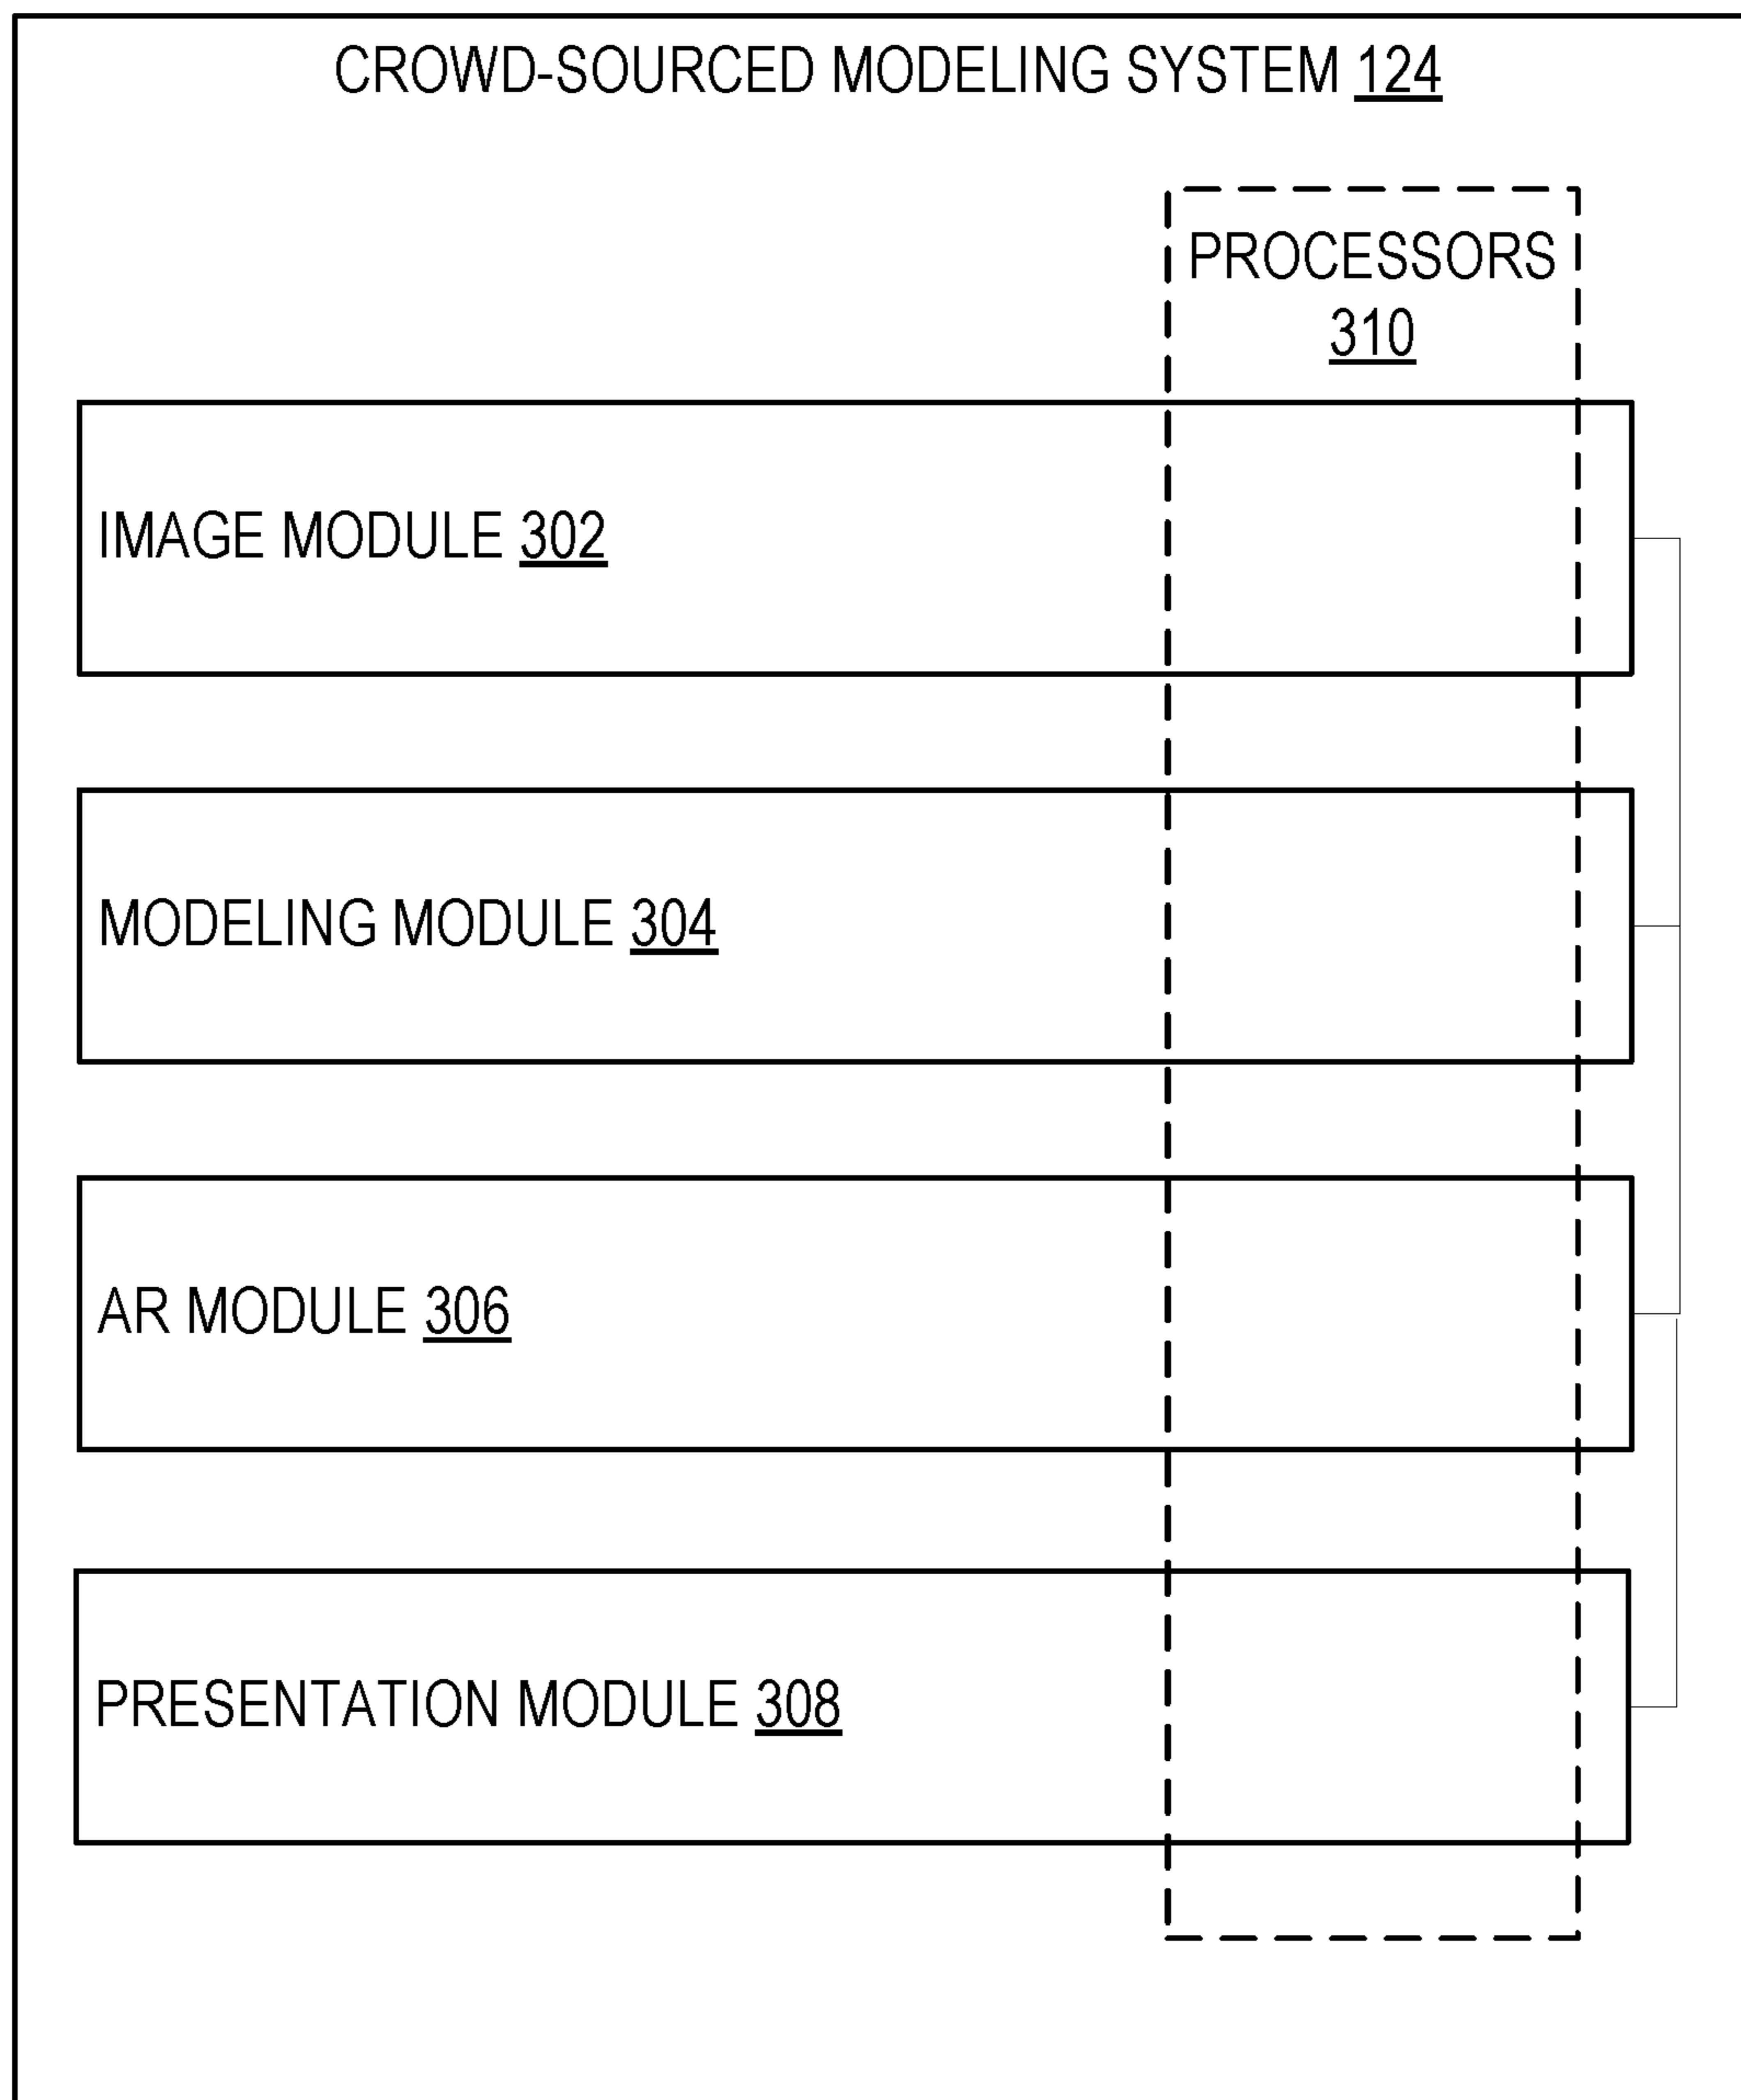 CROWD-SOURCED MODELING SYSTEM 124
PROCESSORS
310
IMAGE MODULE 302
MODELING MODULE 304
AR MODULE 306
PRESENTATION MODULE 308